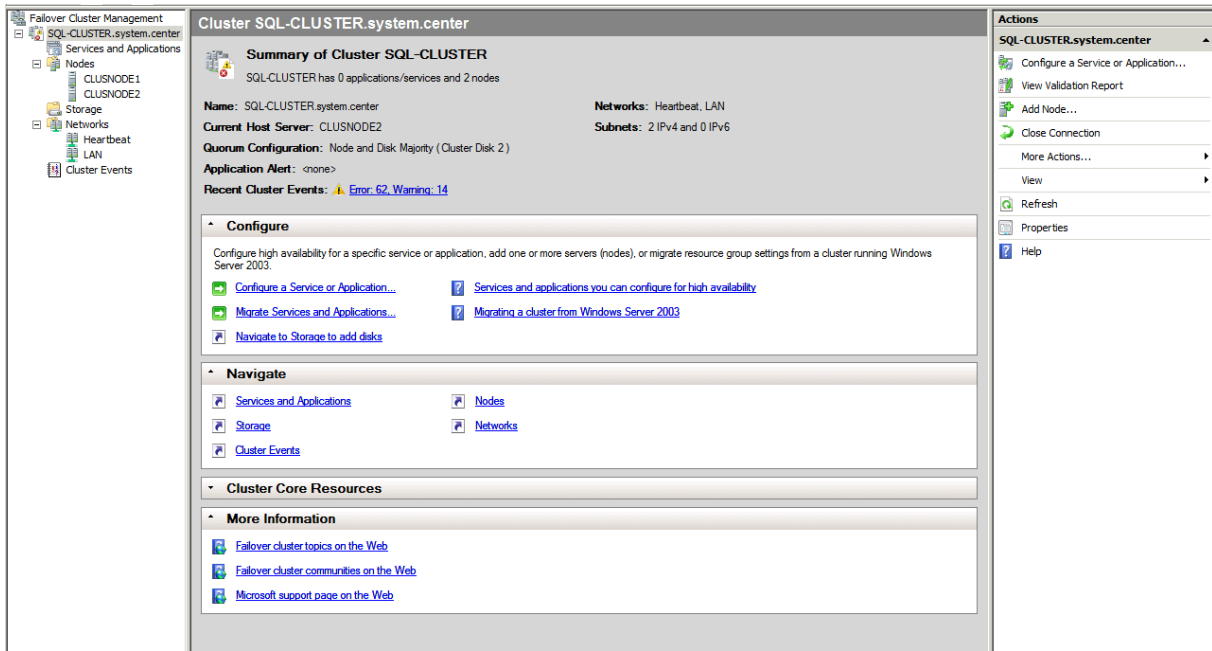 Failover Cluster Management
SQL-CLUSTER.system.center
Services and Applications
Nodes
CLUSNODE1
CLUSNODE2
Storage
Networks
Heartbeat
LAN
Cluster Events
Cluster SQL-CLUSTER.system.center
Summary of Cluster SQL-CLUSTER
SQL-CLUSTER has 0 applications/services and 2 nodes
Name: SQL-CLUSTER.system.center
Networks: Heartbeat, LAN
Current Host Server: CLUSNODE2
Subnets: 2 IPv4 and 0 IPv6
Quorum Configuration: Node and Disk Majority (Cluster Disk 2)
Application Alert: <none>
Recent Cluster Events: Error: 62, Warning: 14
Configure
Configure high availability for a specific service or application, add one or more servers (nodes), or migrate resource group settings from a cluster running Windows
Server 2003.
Configure a Service or Application...
Services and applications you can configure for high availability
Migrate Services and Applications...
Migrating a cluster from Windows Server 2003
Navigate to Storage to add disks
Navigate
Services and Applications
Nodes
Storage
Networks
Cluster Events
Cluster Core Resources
More Information
Failover cluster topics on the Web
Failover cluster communities on the Web
Microsoft support page on the Web
Actions
SQL-CLUSTER.system.center
Configure a Service or Application...
View Validation Report
Add Node...
Close Connection
More Actions...
View
Refresh
Properties
Help